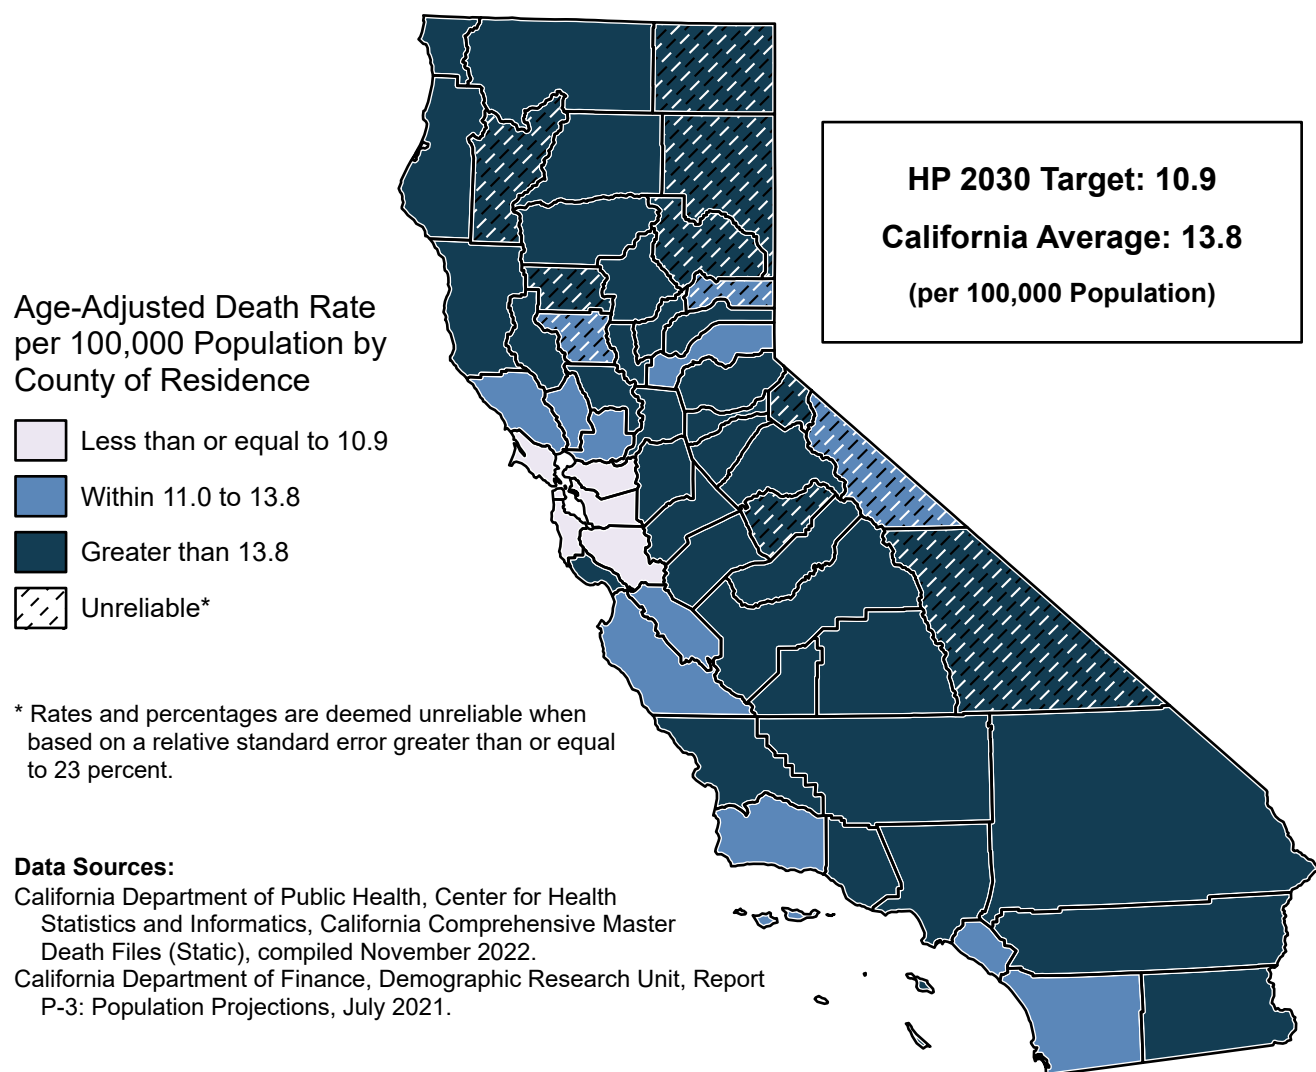 HP 2030 Target: 10.9
California Average: 13.8
(per 100,000 Population)
Age-Adjusted Death Rate
per 100,000 Population by
County of Residence
Less than or equal to 10.9
Within 11.0 to 13.8
Greater than 13.8
Unreliable*
* Rates and percentages are deemed unreliable when
based on a relative standard error greater than or equal
to 23 percent.
Data Sources:
California Department of Public Health, Center for Health
Statistics and Informatics, California Comprehensive Master
Death Files (Static), compiled November 2022.
California Department of Finance, Demographic Research Unit, Report
P-3: Population Projections, July 2021.